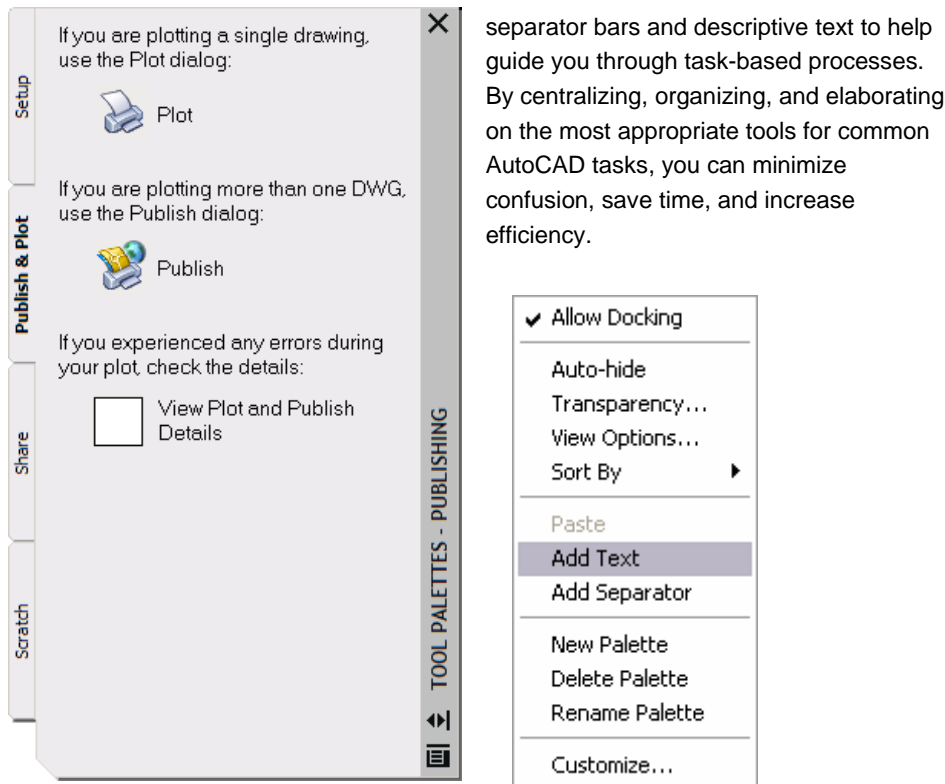 Setup
Publish & Plot
Share
Scratch
If you are plotting a single drawing,
use the Plot dialog:
Plot
If you are plotting more than one DWG,
use the Publish dialog:
Publish
If you experienced any errors during
your plot, check the details:
View Plot and Publish
Details
TOOL PALETTES - PUBLISHING
separator bars and descriptive text to help
guide you through task-based processes.
By centralizing, organizing, and elaborating
on the most appropriate tools for common
AutoCAD tasks, you can minimize
confusion, save time, and increase
efficiency.
Allow Docking
Auto-hide
Transparency...
View Options...
Sort By
Paste
Add Text
Add Separator
New Palette
Delete Palette
Rename Palette
Customize...